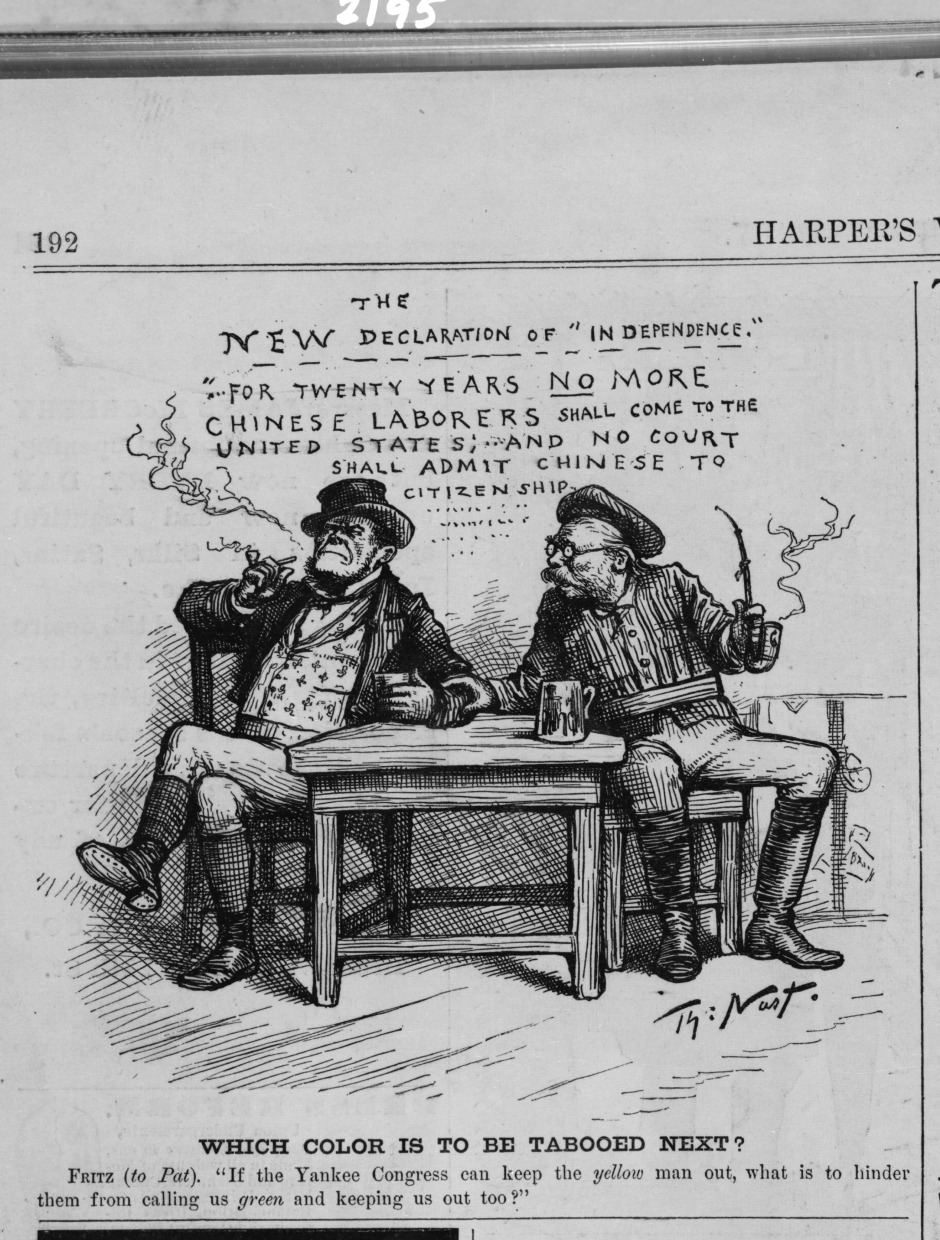 2195
192
HARPER'S
THE
NEW DECLARATION OF "INDEPENDENCE."
"FOR TWENTY YEARS NO MORE
CHINESE LABORERS SHALL COME TO THE
UNITED STATES; AND NO COURT
SHALL ADMIT CHINESE TO
CITIZENSHIP.
Th: Nast.
WHICH COLOR IS TO BE TABOOED NEXT?
FRITZ (to Pat). "If the Yankee Congress can keep the yellow man out, what is to hinder
them from calling us green and keeping us out too?"